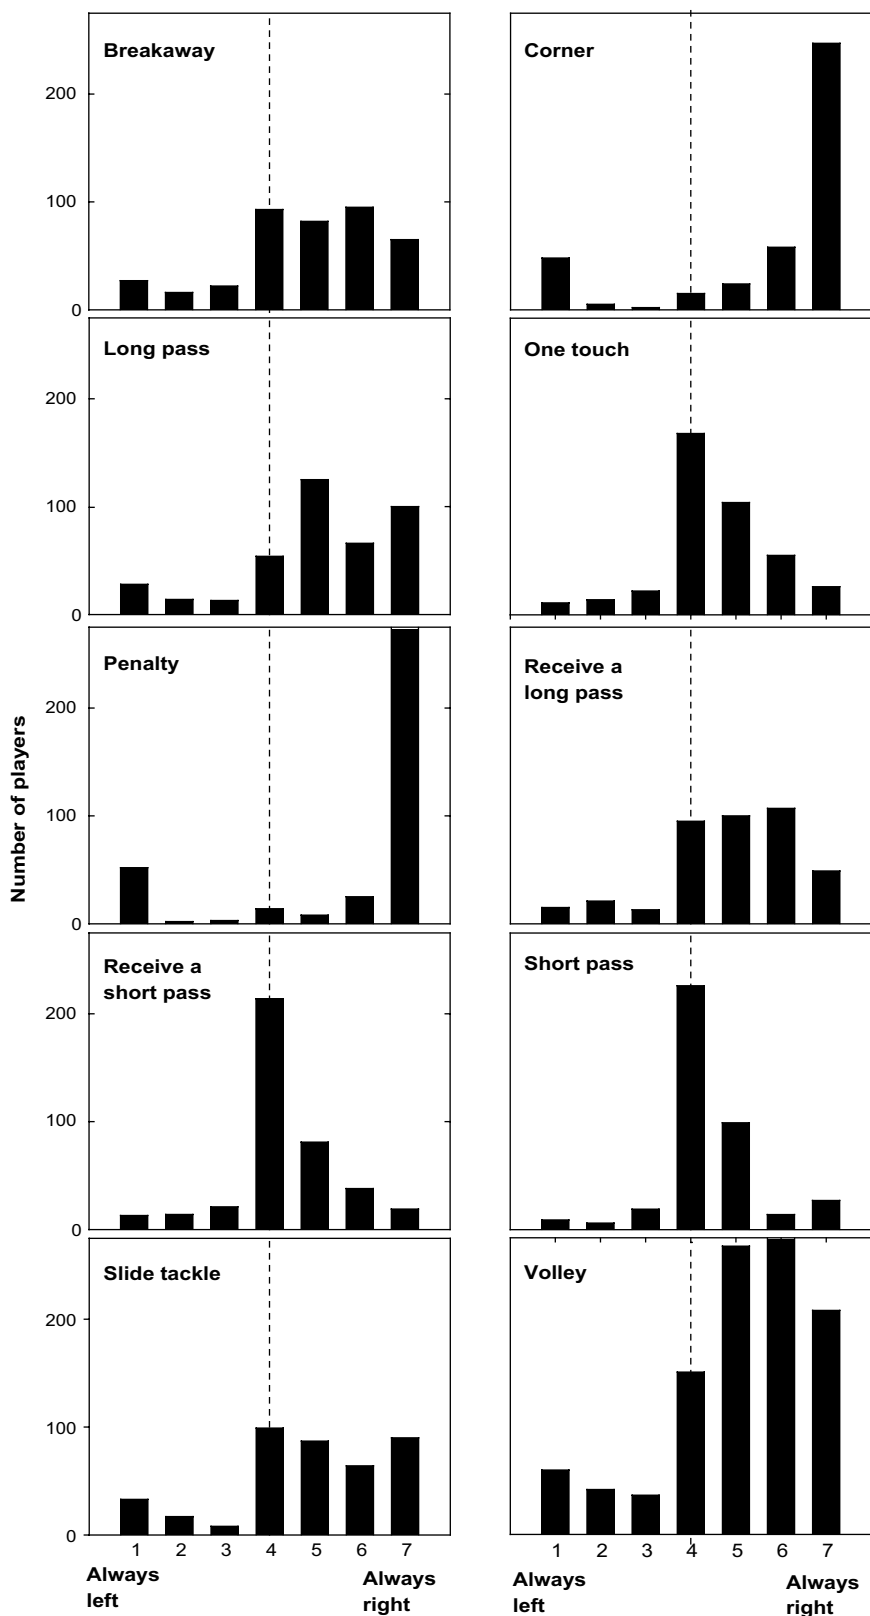 Breakaway
Corner
200
100
0
Long pass
One touch
200
100
0
Penalty
Receive a
long pass
200
100
0
Number of players
Receive a
short pass
Short pass
200
100
0
Slide tackle
Volley
200
100
0
1 2 3 4 5 6 7
1 2 3 4 5 6 7
Always
left
Always
right
Always
left
Always
right